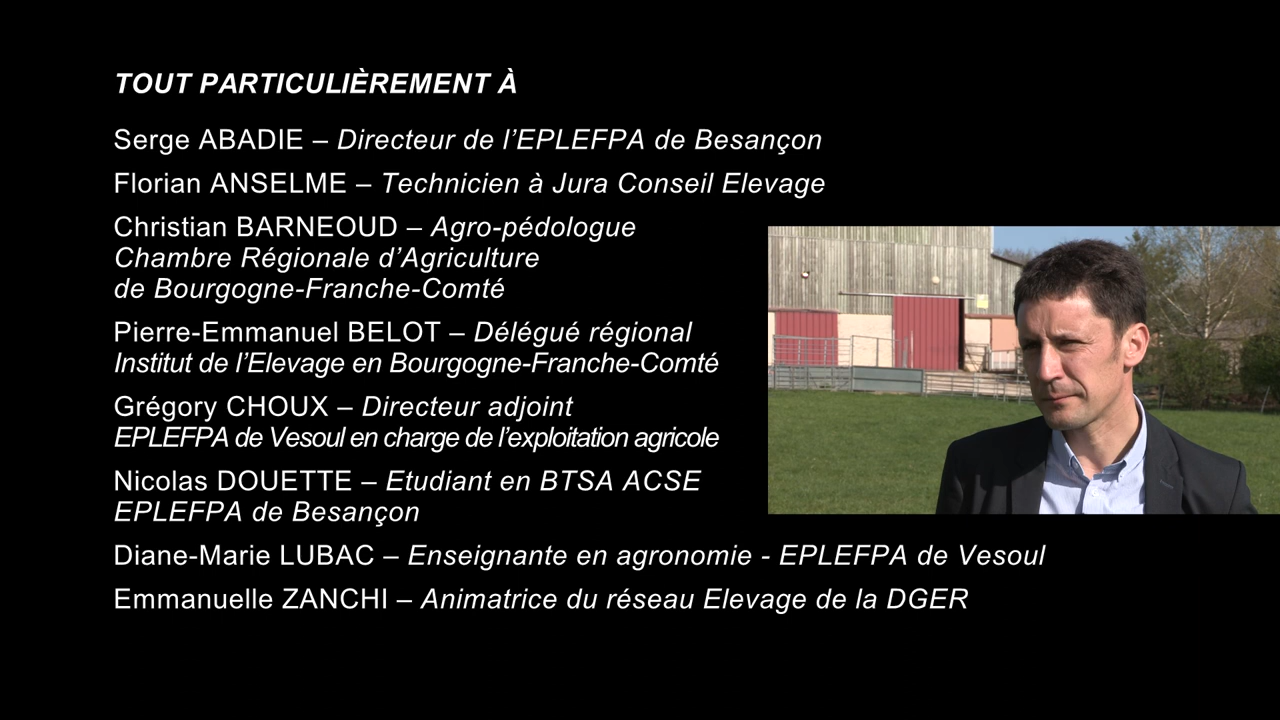 TOUT PARTICULIÈREMENT À
Serge ABADIE – Directeur de l’EPLEFPA de Besançon
Florian ANSELME – Technicien à Jura Conseil Elevage
Christian BARNEOUD – Agro-pédologue
Chambre Régionale d’Agriculture
de Bourgogne-Franche-Comté
Pierre-Emmanuel BELOT – Délégué régional
Institut de l’Elevage en Bourgogne-Franche-Comté
Grégory CHOUX – Directeur adjoint
EPLEFPA de Vesoul en charge de l’exploitation agricole
Nicolas DOUETTE – Etudiant en BTSA ACSE
EPLEFPA de Besançon
Diane-Marie LUBAC – Enseignante en agronomie - EPLEFPA de Vesoul
Emmanuelle ZANCHI – Animatrice du réseau Elevage de la DGER